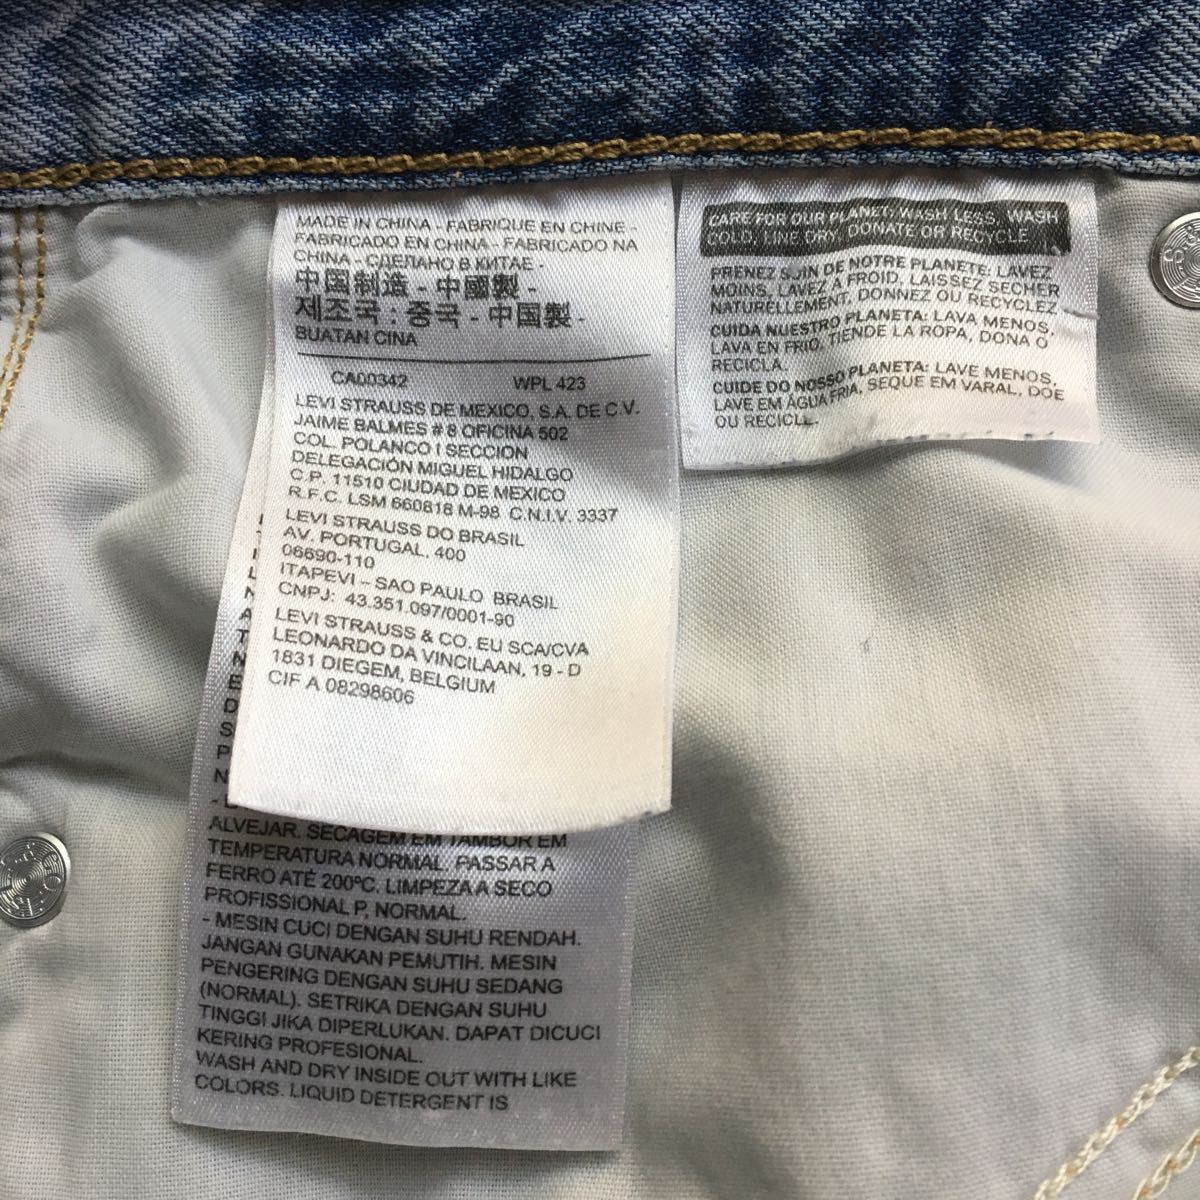 MADE IN CHINA - FABRIQUE EN CHINE -
FABRICADO EN CHINA - FABRICADO NA
CHINA - СДЕЛАНО В КИТАЕ -
中国制造 - 中國製 -
제조국 : 중국 - 中国製 -
BUATAN CINA
CA00342 WPL 423
LEVI STRAUSS DE MEXICO, S.A. DE C.V.
JAIME BALMES # 8 OFICINA 502
COL. POLANCO I SECCION
DELEGACIÓN MIGUEL HIDALGO
C.P. 11510 CIUDAD DE MEXICO
R.F.C. LSM 660818 M-98 C.N.I.V. 3337
LEVI STRAUSS DO BRASIL
AV. PORTUGAL, 400
06690-110
ITAPEVI – SAO PAULO BRASIL
CNPJ: 43.351.097/0001-90
LEVI STRAUSS & CO. EU SCA/CVA
LEONARDO DA VINCILAAN, 19 - D
1831 DIEGEM, BELGIUM
CIF A 08298606
ALVEJAR. SECAGEM EM TAMBOR EM
TEMPERATURA NORMAL. PASSAR A
FERRO ATÉ 200ºC. LIMPEZA A SECO
PROFISSIONAL P, NORMAL.
- MESIN CUCI DENGAN SUHU RENDAH.
JANGAN GUNAKAN PEMUTIH. MESIN
PENGERING DENGAN SUHU SEDANG
(NORMAL). SETRIKA DENGAN SUHU
TINGGI JIKA DIPERLUKAN. DAPAT DICUCI
KERING PROFESIONAL.
WASH AND DRY INSIDE OUT WITH LIKE
COLORS. LIQUID DETERGENT IS
CARE FOR OUR PLANET: WASH LESS, WASH
COLD, LINE DRY, DONATE OR RECYCLE
PRENEZ SOIN DE NOTRE PLANETE: LAVEZ
MOINS, LAVEZ A FROID, LAISSEZ SECHER
NATURELLEMENT, DONNEZ OU RECYCLEZ
CUIDA NUESTRO PLANETA: LAVA MENOS,
LAVA EN FRIO, TIENDE LA ROPA, DONA O
RECICLA.
CUIDE DO NOSSO PLANETA: LAVE MENOS,
LAVE EM ÁGUA FRIA, SEQUE EM VARAL, DOE
OU RECICLE.